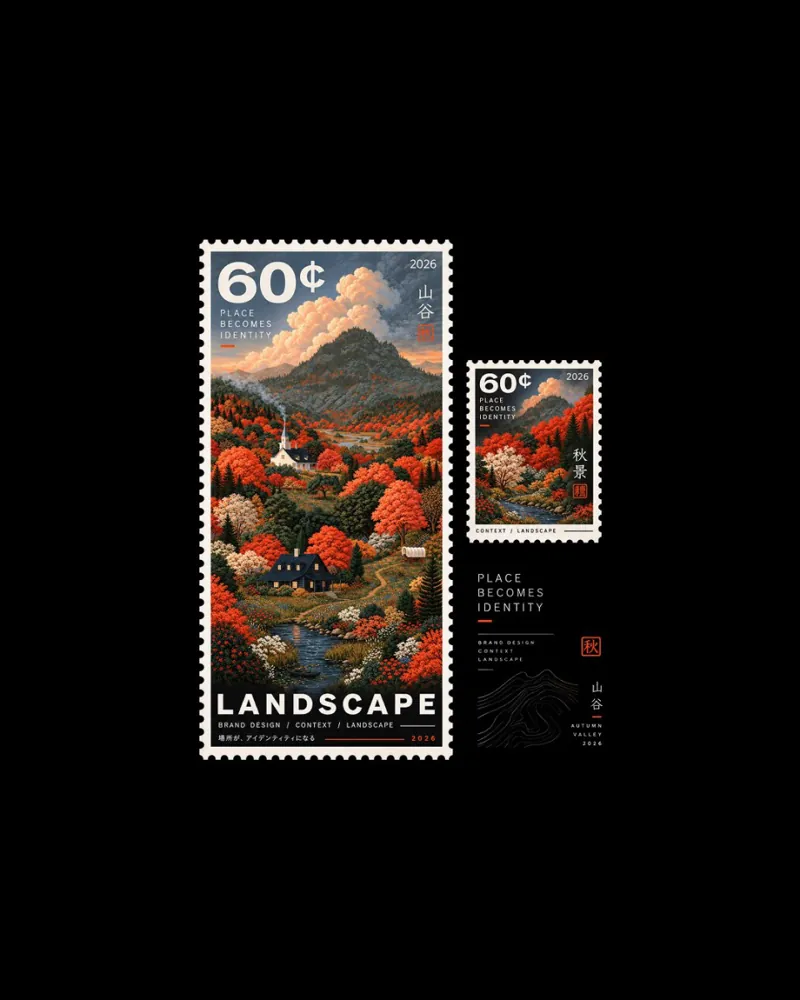 60¢
2026
PLACE
BECOMES
IDENTITY
山
谷
LANDSCAPE
BRAND DESIGN / CONTEXT / LANDSCAPE
場所が、アイデンティティになる
2026
60¢
2026
PLACE
BECOMES
IDENTITY
秋
景
CONTEXT / LANDSCAPE
PLACE
BECOMES
IDENTITY
BRAND DESIGN
CONTEXT
LANDSCAPE
秋
山
谷
AUTUMN
VALLEY
2026